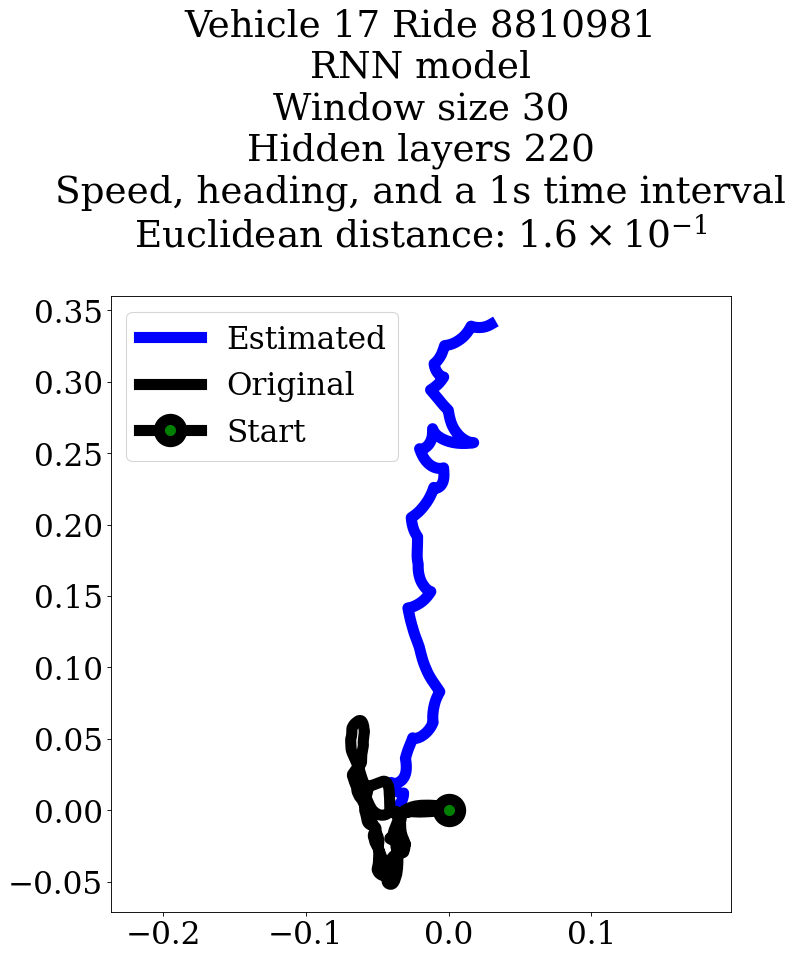 Vehicle 17 Ride 8810981
RNN model
Window size 30
Hidden layers 220
Speed, heading, and a 1s time interval
Euclidean distance: 1.6 × 10⁻¹
0.35
0.30
0.25
0.20
0.15
0.10
0.05
0.00
−0.05
Estimated
Original
Start
−0.2
−0.1
0.0
0.1